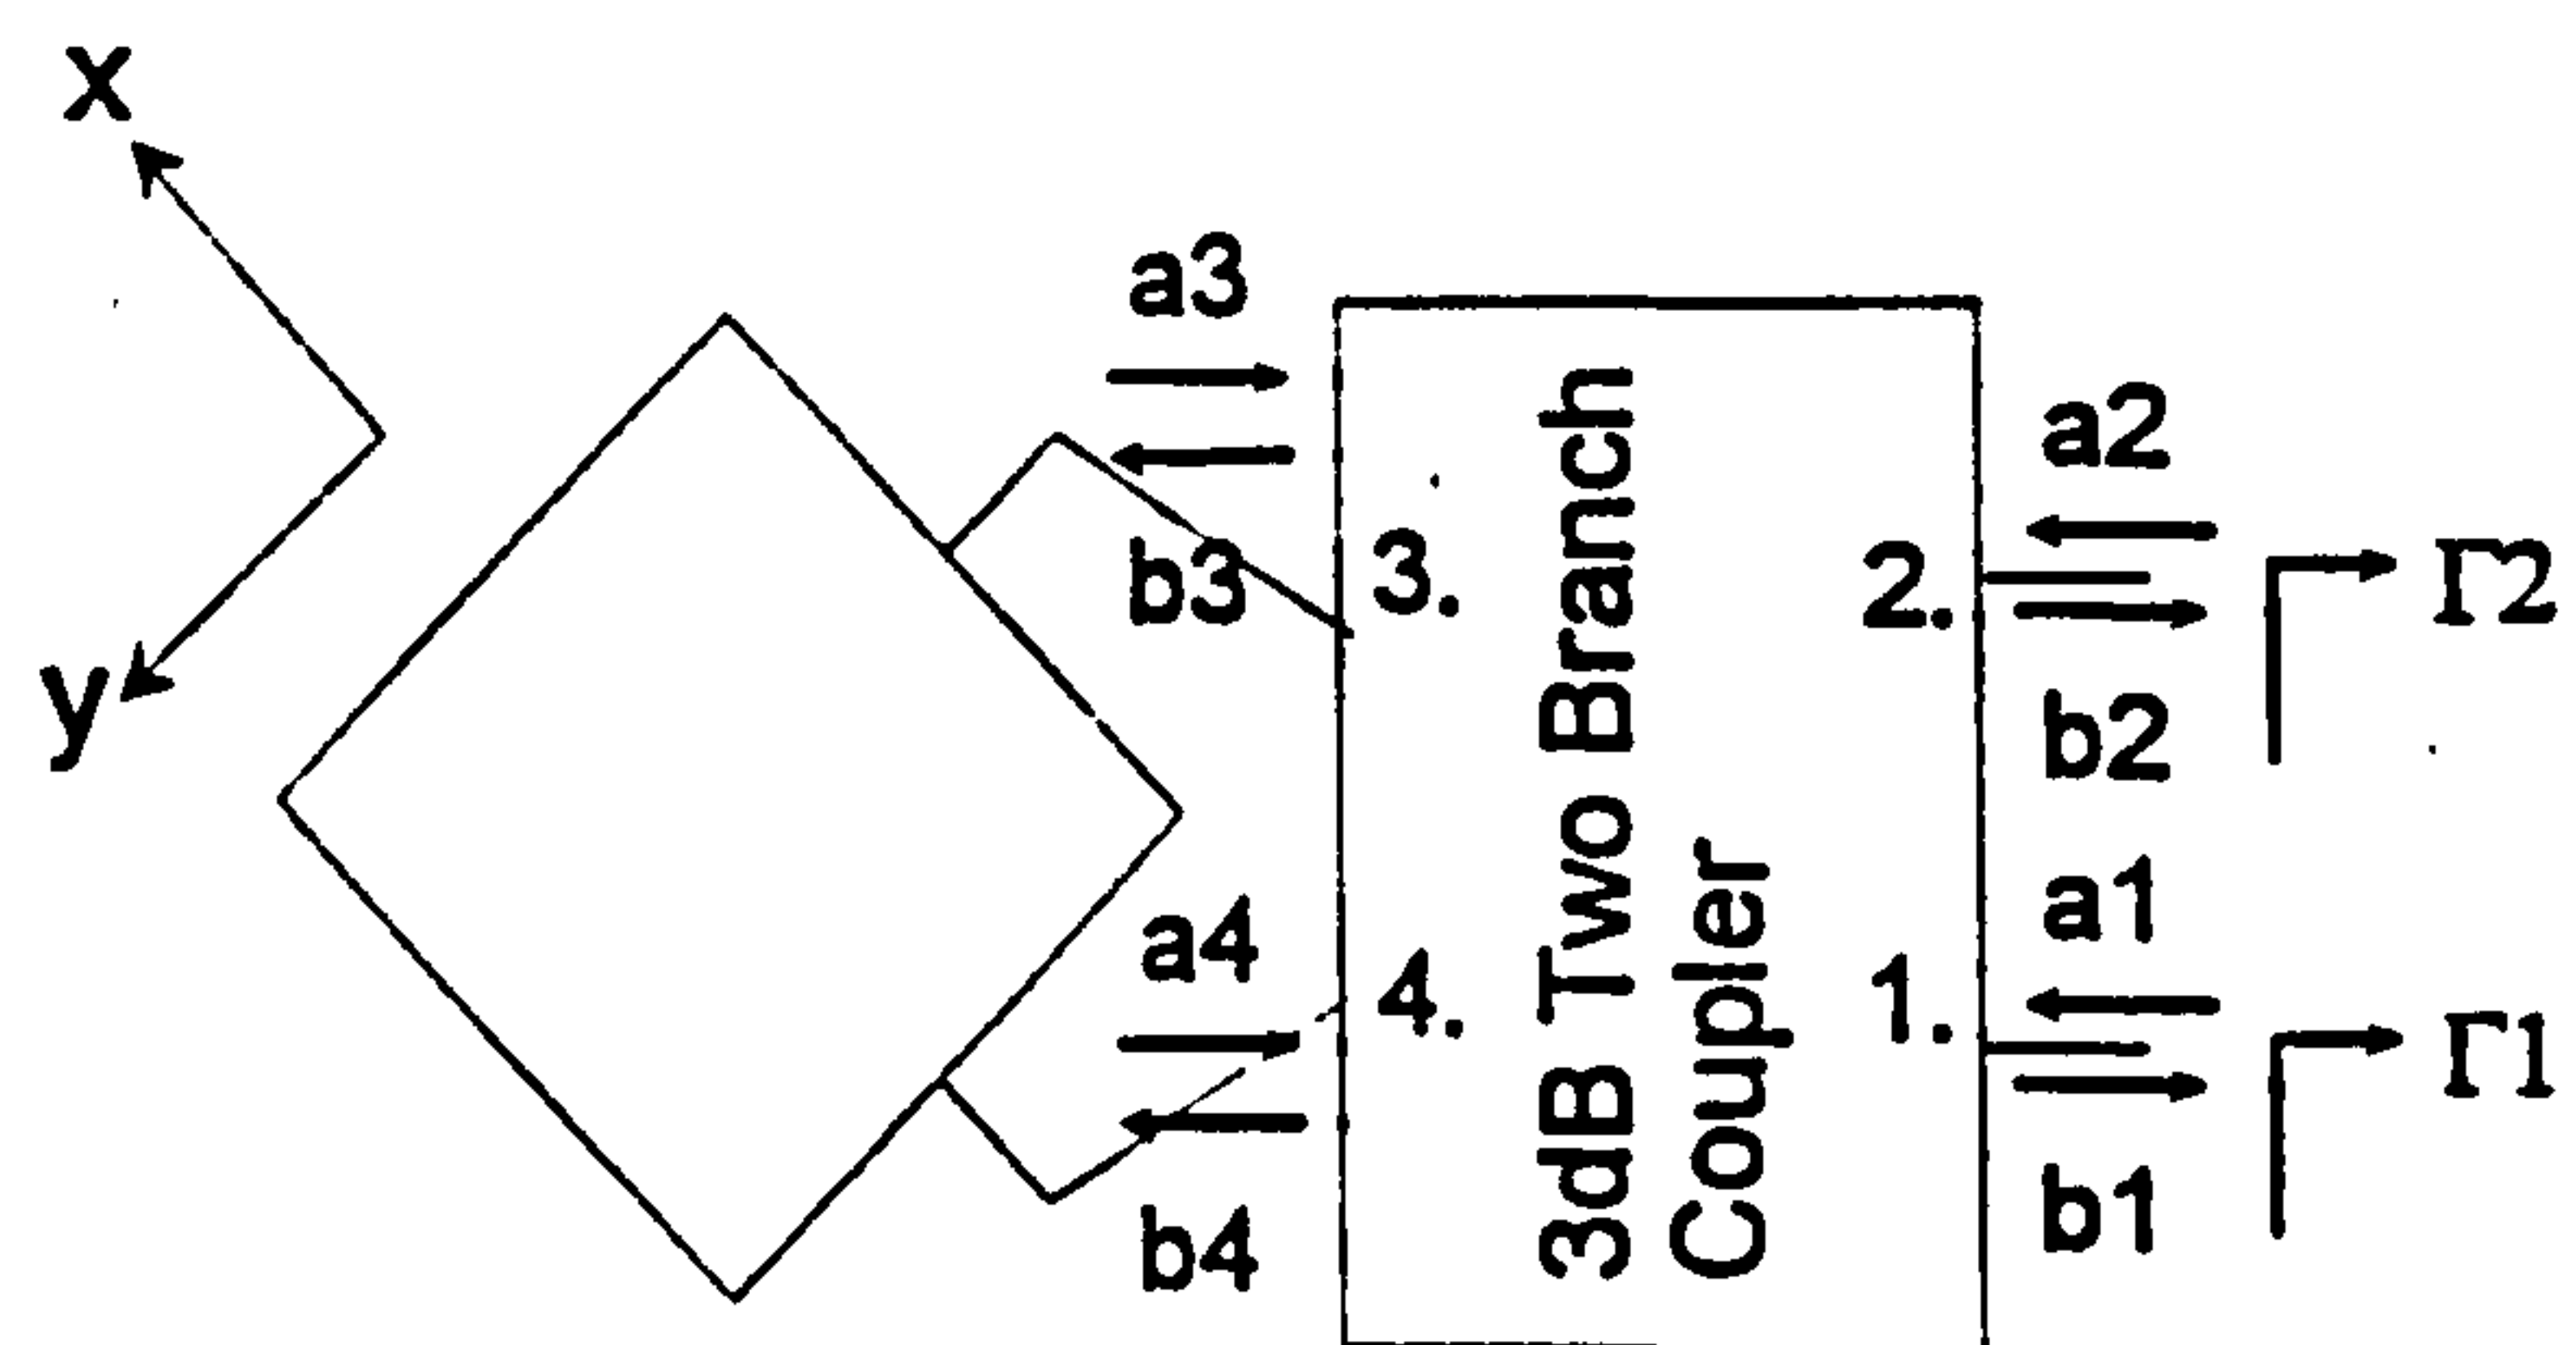 x
y
a3
b3
a4
b4
3.
4.
3dB Two Branch
Coupler
2.
1.
a2
b2
a1
b1
Γ2
Γ1